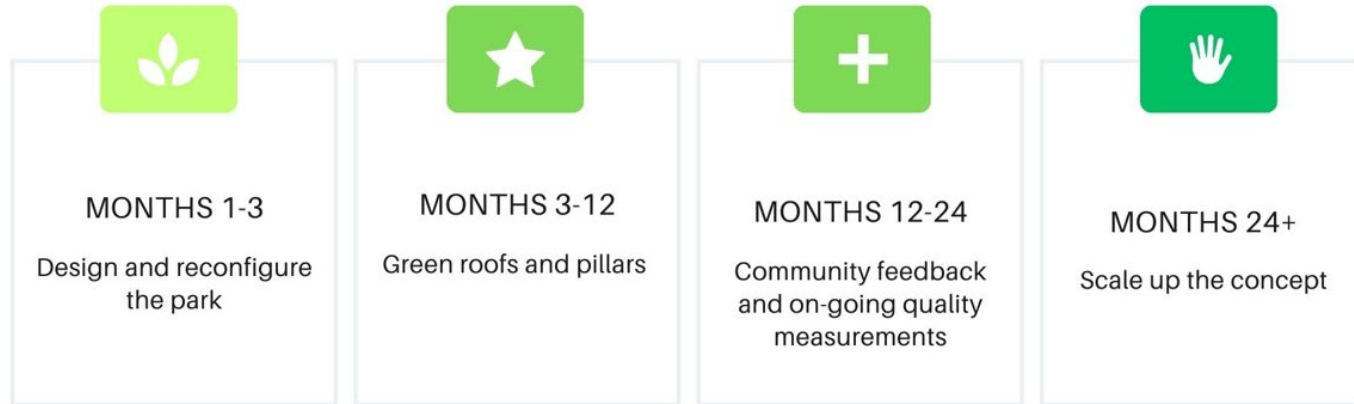 MONTHS 1-3
Design and reconfigure
the park
MONTHS 3-12
Green roofs and pillars
MONTHS 12-24
Community feedback
and on-going quality
measurements
MONTHS 24+
Scale up the concept